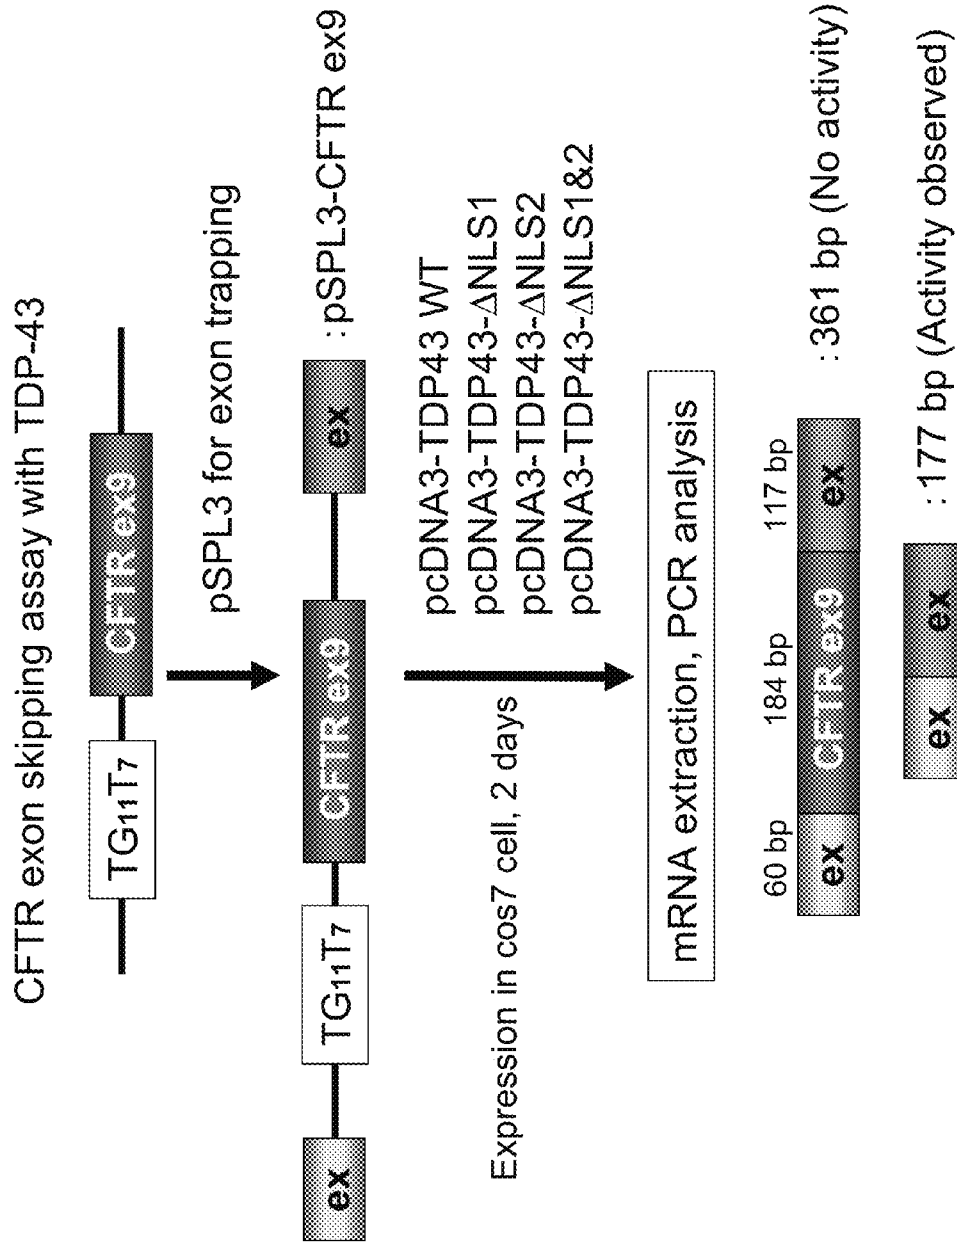 CFTR exon skipping assay with TDP-43
TG11T7
CFTR ex9
pSPL3 for exon trapping
ex
TG11T7
CFTR ex9
ex
:pSPL3-CFTR ex9
Expression in cos7 cell, 2 days
pcDNA3-TDP43 WT
pcDNA3-TDP43-ΔNLS1
pcDNA3-TDP43-ΔNLS2
pcDNA3-TDP43-ΔNLS1&2
mRNA extraction, PCR analysis
60 bp
184 bp
117 bp
ex
CFTR ex9
ex
:361 bp (No activity)
ex
ex
:177 bp (Activity observed)